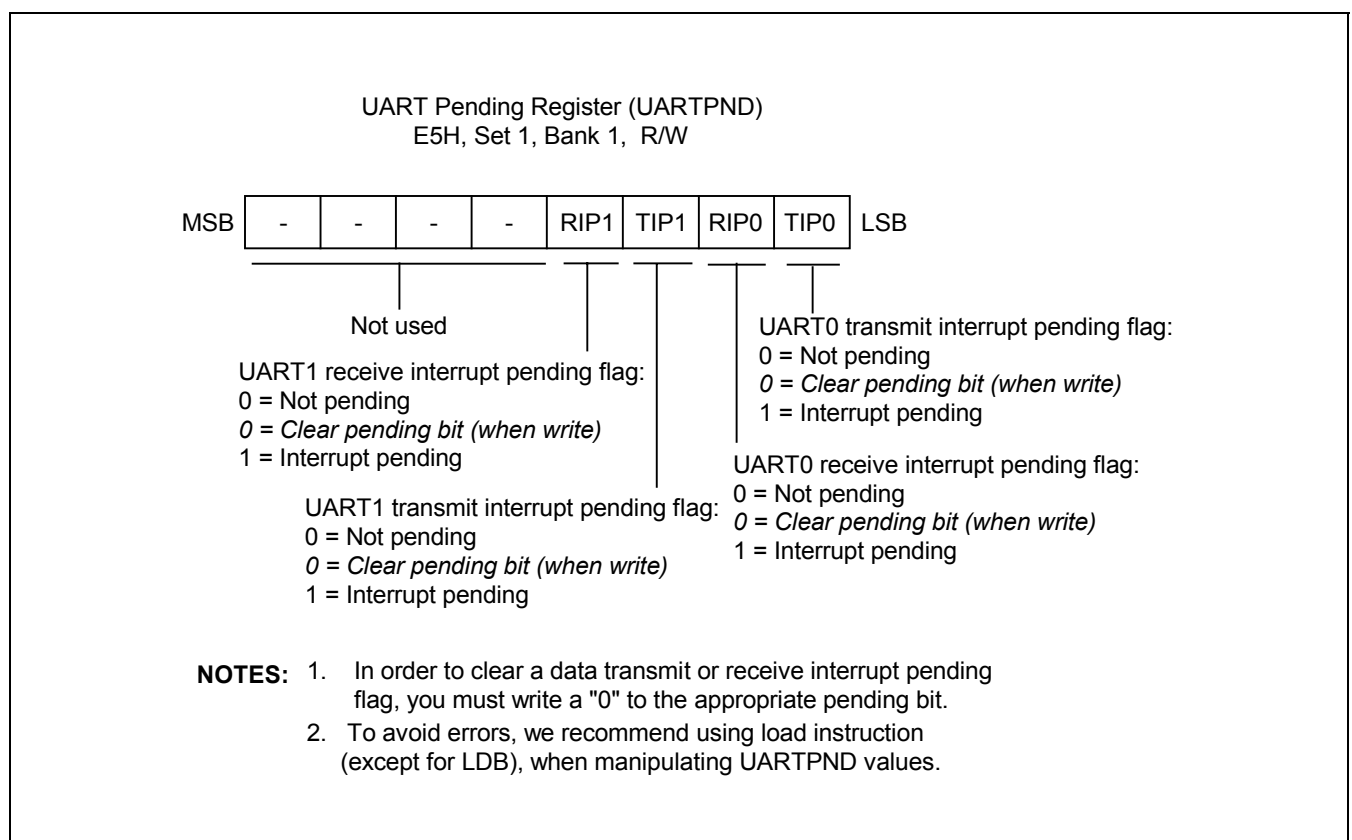 UART Pending Register (UARTPND)
E5H, Set 1, Bank 1, R/W
MSB - - - - RIP1 TIP1 RIP0 TIP0 LSB
Not used
UART1 receive interrupt pending flag:
0 = Not pending
0 = Clear pending bit (when write)
1 = Interrupt pending
UART1 transmit interrupt pending flag:
0 = Not pending
0 = Clear pending bit (when write)
1 = Interrupt pending
UART0 transmit interrupt pending flag:
0 = Not pending
0 = Clear pending bit (when write)
1 = Interrupt pending
UART0 receive interrupt pending flag:
0 = Not pending
0 = Clear pending bit (when write)
1 = Interrupt pending
NOTES: 1. In order to clear a data transmit or receive interrupt pending
flag, you must write a "0" to the appropriate pending bit.
2. To avoid errors, we recommend using load instruction
(except for LDB), when manipulating UARTPND values.